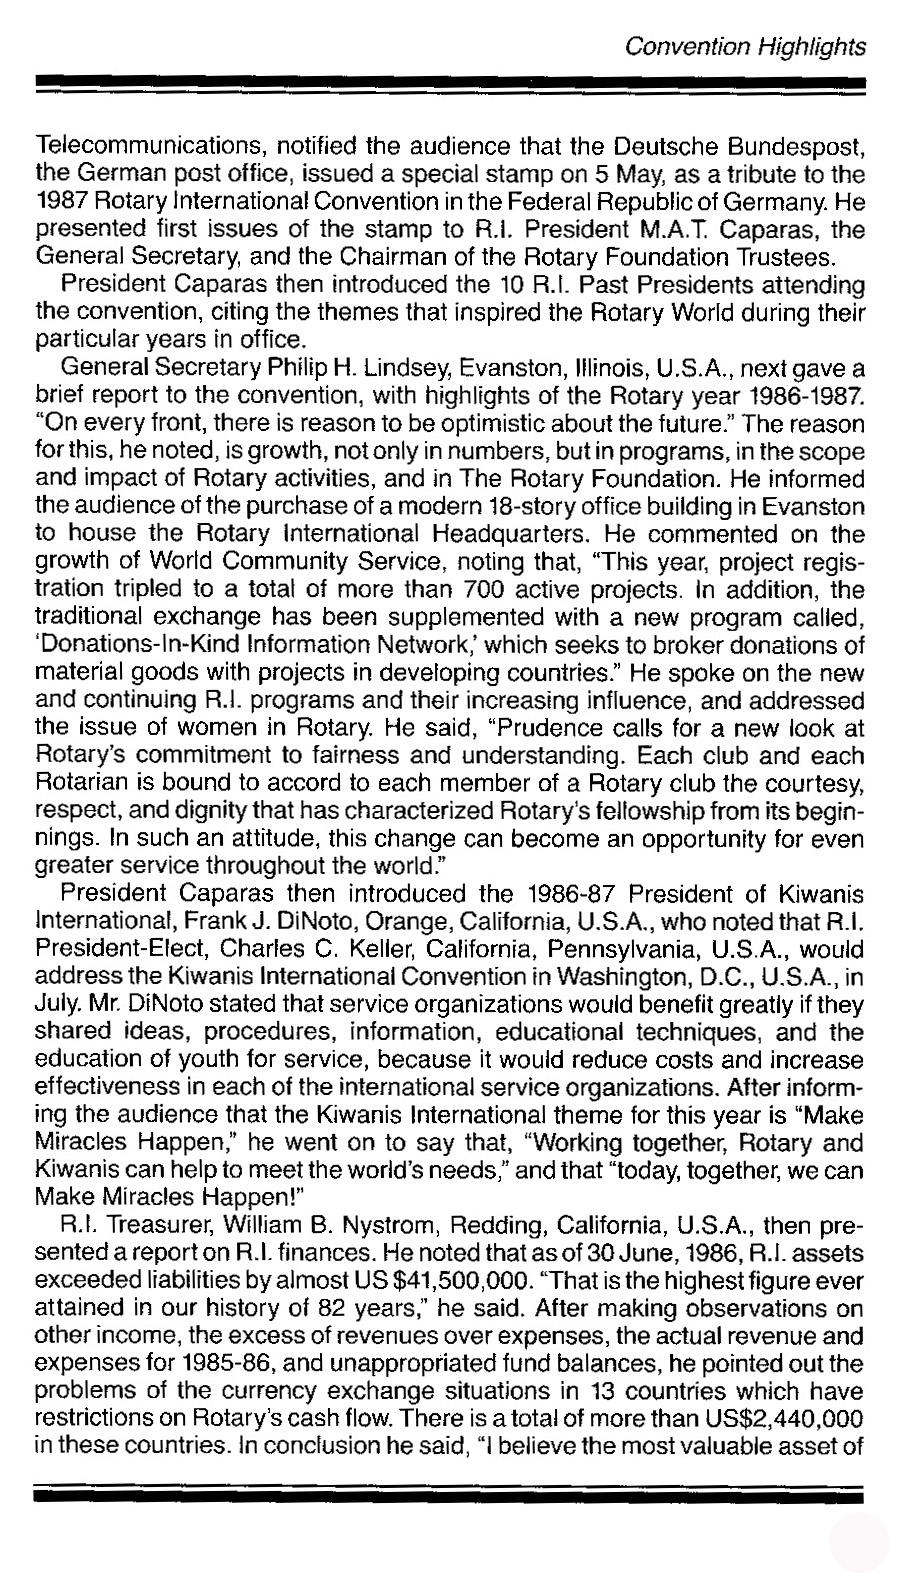 Convention Highlights
Telecommunications, notified the audience that the Deutsche Bundespost,
the German post office, issued a special stamp on 5 May, as a tribute to the
1987 Rotary International Convention in the Federal Republic of Germany. He
presented first issues of the stamp to R.I. President M.A.T. Caparas, the
General Secretary, and the Chairman of the Rotary Foundation Trustees.
President Caparas then introduced the 10 R.I. Past Presidents attending
the convention, citing the themes that inspired the Rotary World during their
particular years in office.
General Secretary Philip H. Lindsey, Evanston, Illinois, U.S.A., next gave a
brief report to the convention, with highlights of the Rotary year 1986-1987.
“On every front, there is reason to be optimistic about the future.” The reason
for this, he noted, is growth, not only in numbers, but in programs, in the scope
and impact of Rotary activities, and in The Rotary Foundation. He informed
the audience of the purchase of a modern 18-story office building in Evanston
to house the Rotary International Headquarters. He commented on the
growth of World Community Service, noting that, “This year, project regis-
tration tripled to a total of more than 700 active projects. In addition, the
traditional exchange has been supplemented with a new program called,
‘Donations-In-Kind Information Network,’ which seeks to broker donations of
material goods with projects in developing countries.” He spoke on the new
and continuing R.I. programs and their increasing influence, and addressed
the issue of women in Rotary. He said, “Prudence calls for a new look at
Rotary’s commitment to fairness and understanding. Each club and each
Rotarian is bound to accord to each member of a Rotary club the courtesy,
respect, and dignity that has characterized Rotary’s fellowship from its begin-
nings. In such an attitude, this change can become an opportunity for even
greater service throughout the world.”
President Caparas then introduced the 1986-87 President of Kiwanis
International, Frank J. DiNoto, Orange, California, U.S.A., who noted that R.I.
President-Elect, Charles C. Keller, California, Pennsylvania, U.S.A., would
address the Kiwanis International Convention in Washington, D.C., U.S.A., in
July. Mr. DiNoto stated that service organizations would benefit greatly if they
shared ideas, procedures, information, educational techniques, and the
education of youth for service, because it would reduce costs and increase
effectiveness in each of the international service organizations. After inform-
ing the audience that the Kiwanis International theme for this year is “Make
Miracles Happen,” he went on to say that, “Working together, Rotary and
Kiwanis can help to meet the world’s needs,” and that “today, together, we can
Make Miracles Happen!”
R.I. Treasurer, William B. Nystrom, Redding, California, U.S.A., then pre-
sented a report on R.I. finances. He noted that as of 30 June, 1986, R.I. assets
exceeded liabilities by almost US $41,500,000. “That is the highest figure ever
attained in our history of 82 years,” he said. After making observations on
other income, the excess of revenues over expenses, the actual revenue and
expenses for 1985-86, and unappropriated fund balances, he pointed out the
problems of the currency exchange situations in 13 countries which have
restrictions on Rotary’s cash flow. There is a total of more than US$2,440,000
in these countries. In conclusion he said, “I believe the most valuable asset of